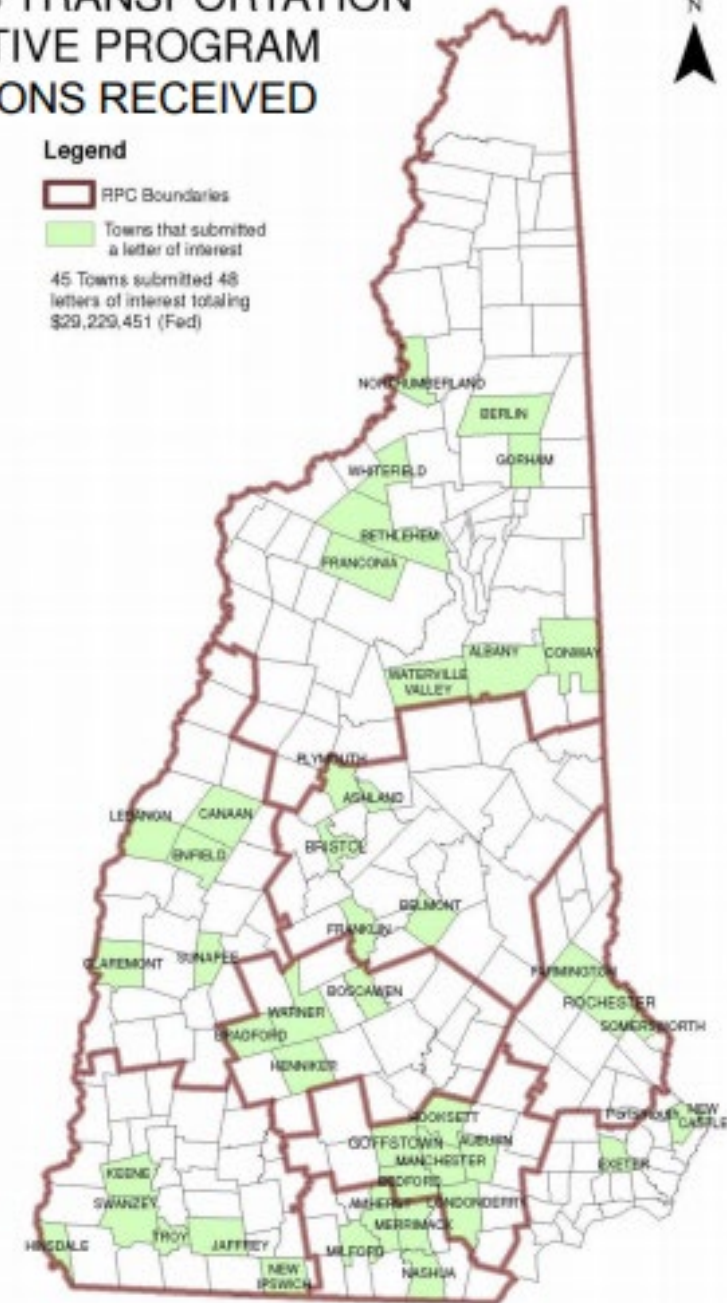 TRANSPORTATION
TIVE PROGRAM
ONS RECEIVED
N
Legend
RPC Boundaries
Towns that submitted
a letter of interest
45 Towns submitted 48
letters of interest totaling
$29,229,451 (Fed)
NORTHUMBERLAND
BERLIN
WHITEFIELD
GORHAM
BETHLEHEM
FRANCONIA
ALBANY
CONWAY
WATERVILLE
VALLEY
PLYMOUTH
ASHLAND
LEBANON
CANAAN
ENFIELD
BRISTOL
BELMONT
FRANKLIN
CLAREMONT
SUNAPEE
FARMINGTON
BOSCAWEN
ROCHESTER
WARNER
SOMERSWORTH
BRADFORD
HENNIKER
HOOKSETT
Portsmouth
NEW
CASTLE
GOFFSTOWN
AUBURN
MANCHESTER
EXETER
KEENE
BEDFORD
SWANZEY
AMHERST
LONDONDERRY
MERRIMACK
TROY
HINSDALE
JAFFREY
MILFORD
NEW
IPSWICH
NASHUA